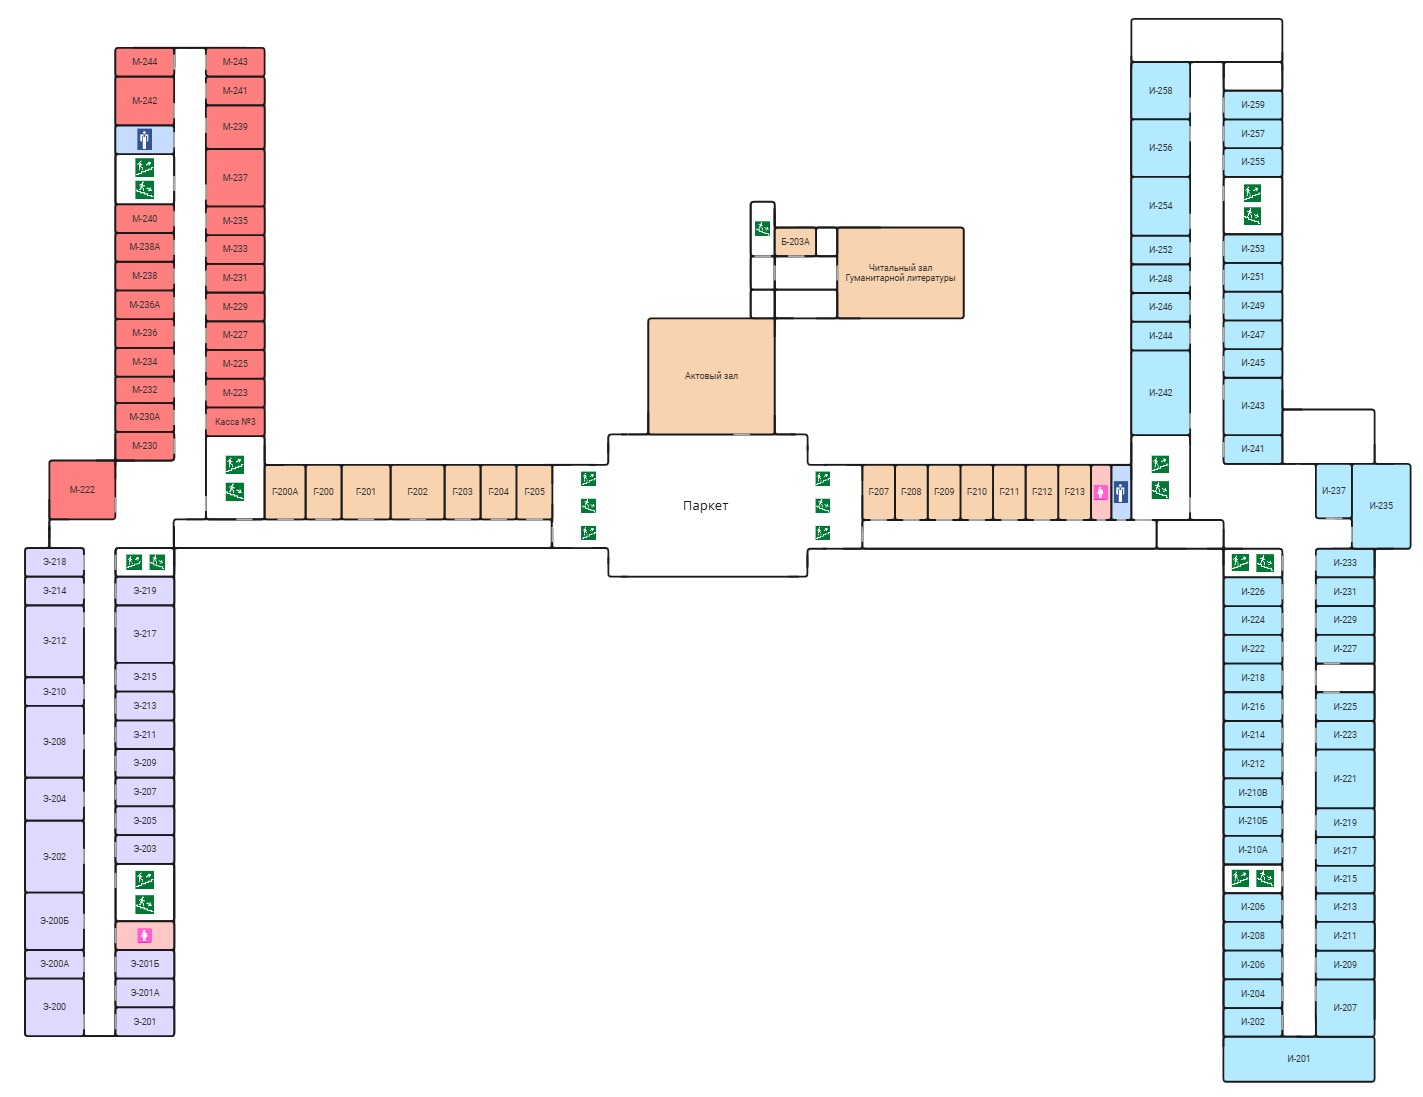 М-244
М-242
М-240
М-238А
М-238
М-236А
М-236
М-234
М-232
М-230А
М-230
М-222
М-243
М-241
М-239
М-237
М-235
М-233
М-231
М-229
М-227
М-225
М-223
Касса №3
Э-218
Э-214
Э-212
Э-210
Э-208
Э-204
Э-202
Э-200Б
Э-200А
Э-200
Э-219
Э-217
Э-215
Э-213
Э-211
Э-209
Э-207
Э-205
Э-203
Э-201Б
Э-201А
Э-201
Г-200А
Г-200
Г-201
Г-202
Г-203
Г-204
Г-205
Паркет
Актовый зал
Б-203А
Читальный зал
Гуманитарной литературы
Г-207
Г-208
Г-209
Г-210
Г-211
Г-212
Г-213
И-258
И-256
И-254
И-252
И-248
И-246
И-244
И-242
И-259
И-257
И-255
И-253
И-251
И-249
И-247
И-245
И-243
И-241
И-237
И-235
И-226
И-224
И-222
И-218
И-216
И-214
И-212
И-210В
И-210Б
И-210А
И-206
И-208
И-206
И-204
И-202
И-233
И-231
И-229
И-227
И-225
И-223
И-221
И-219
И-217
И-215
И-213
И-211
И-209
И-207
И-201